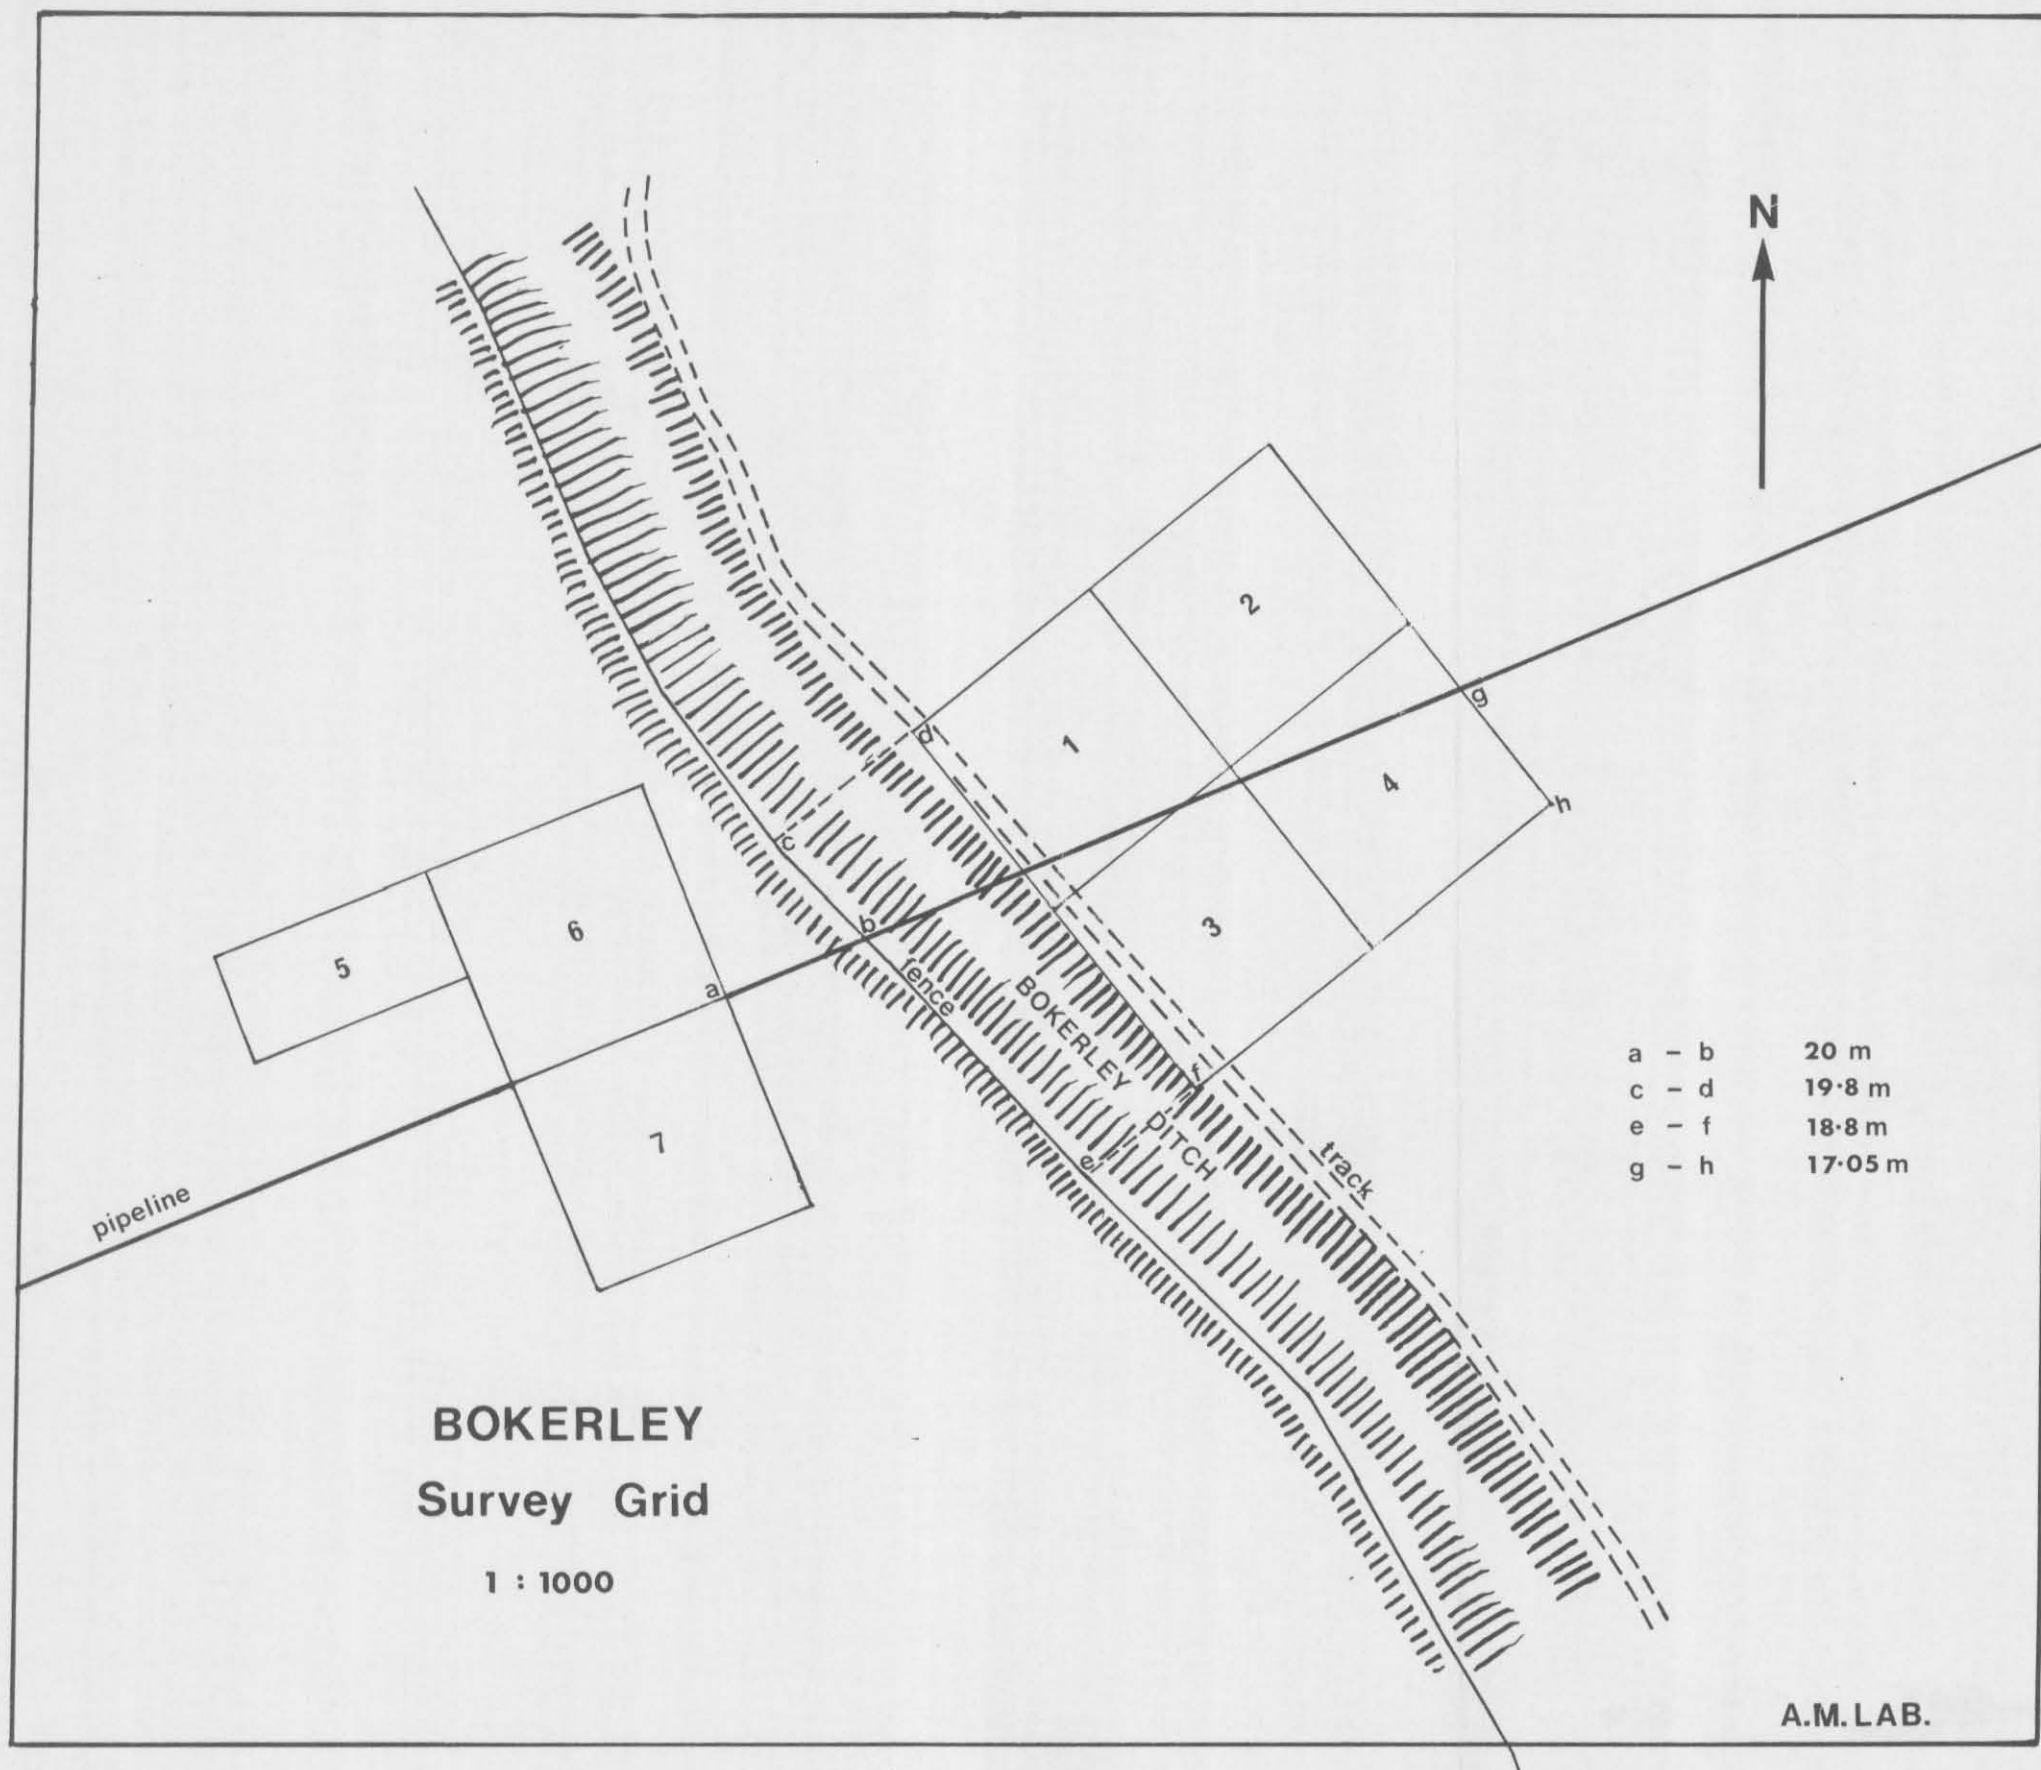 N
2
g
d
1
4
h
c
3
6
b
5
a
fence
BOKERLEY DITCH
f
e
track
7
pipeline
a – b 20 m
c – d 19·8 m
e – f 18·8 m
g – h 17·05 m
BOKERLEY
Survey Grid
1 : 1000
A.M. LAB.